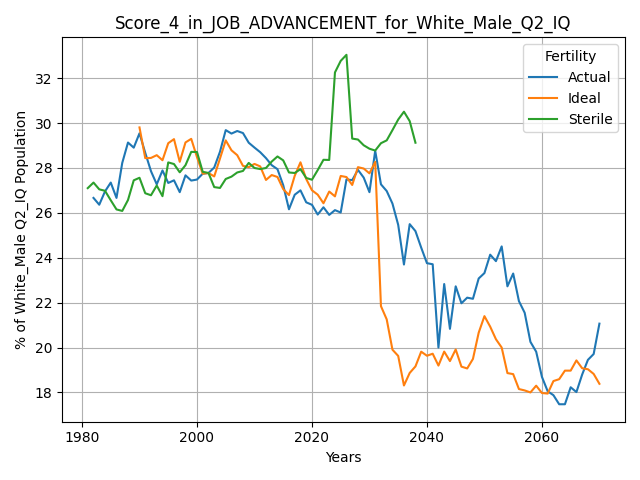 Score_4_in_JOB_ADVANCEMENT_for_White_Male_Q2_IQ
Fertility
Actual
Ideal
Sterile
% of White_Male Q2_IQ Population
32
30
28
26
24
22
20
18
1980
2000
2020
2040
2060
Years